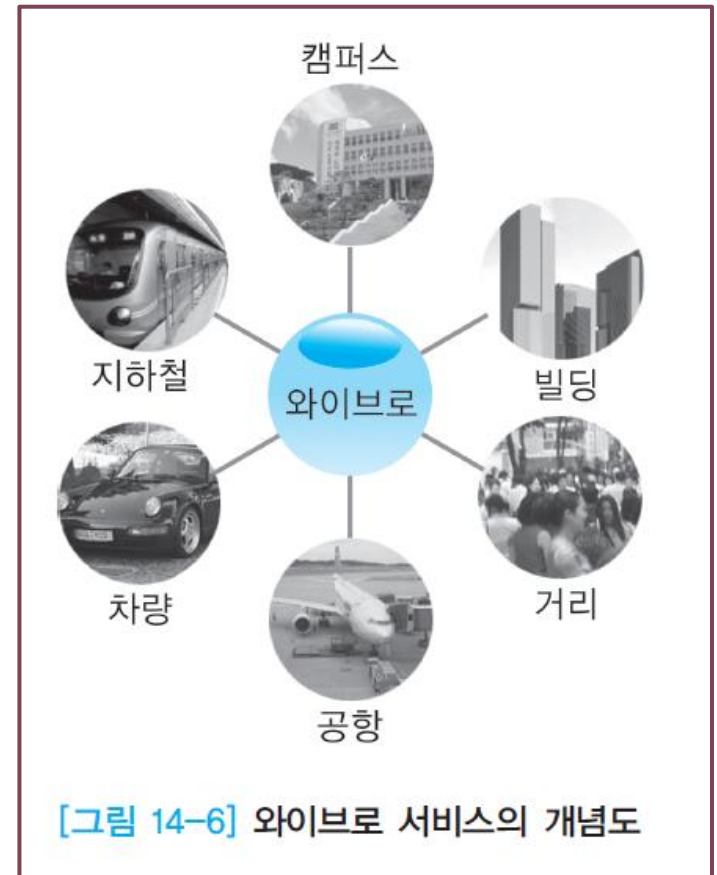 캠퍼스
지하철
빌딩
와이브로
차량
거리
공항
[그림 14-6] 와이브로 서비스의 개념도